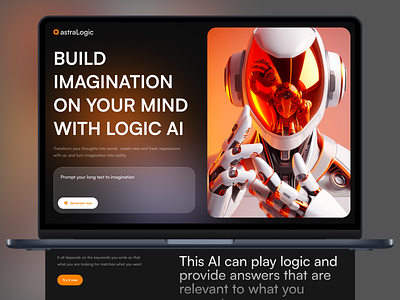 astraLogic
BUILD
IMAGINATION
ON YOUR MIND
WITH LOGIC AI
Transform your thoughts into words, create new and fresh expressions
with us, and turn imagination into reality.
Prompt your long text to imagination
Generate now
It all depends on the keywords you write so that
what you are looking for matches what you want
Try it now
This AI can play logic and
provide answers that are
relevant to what you